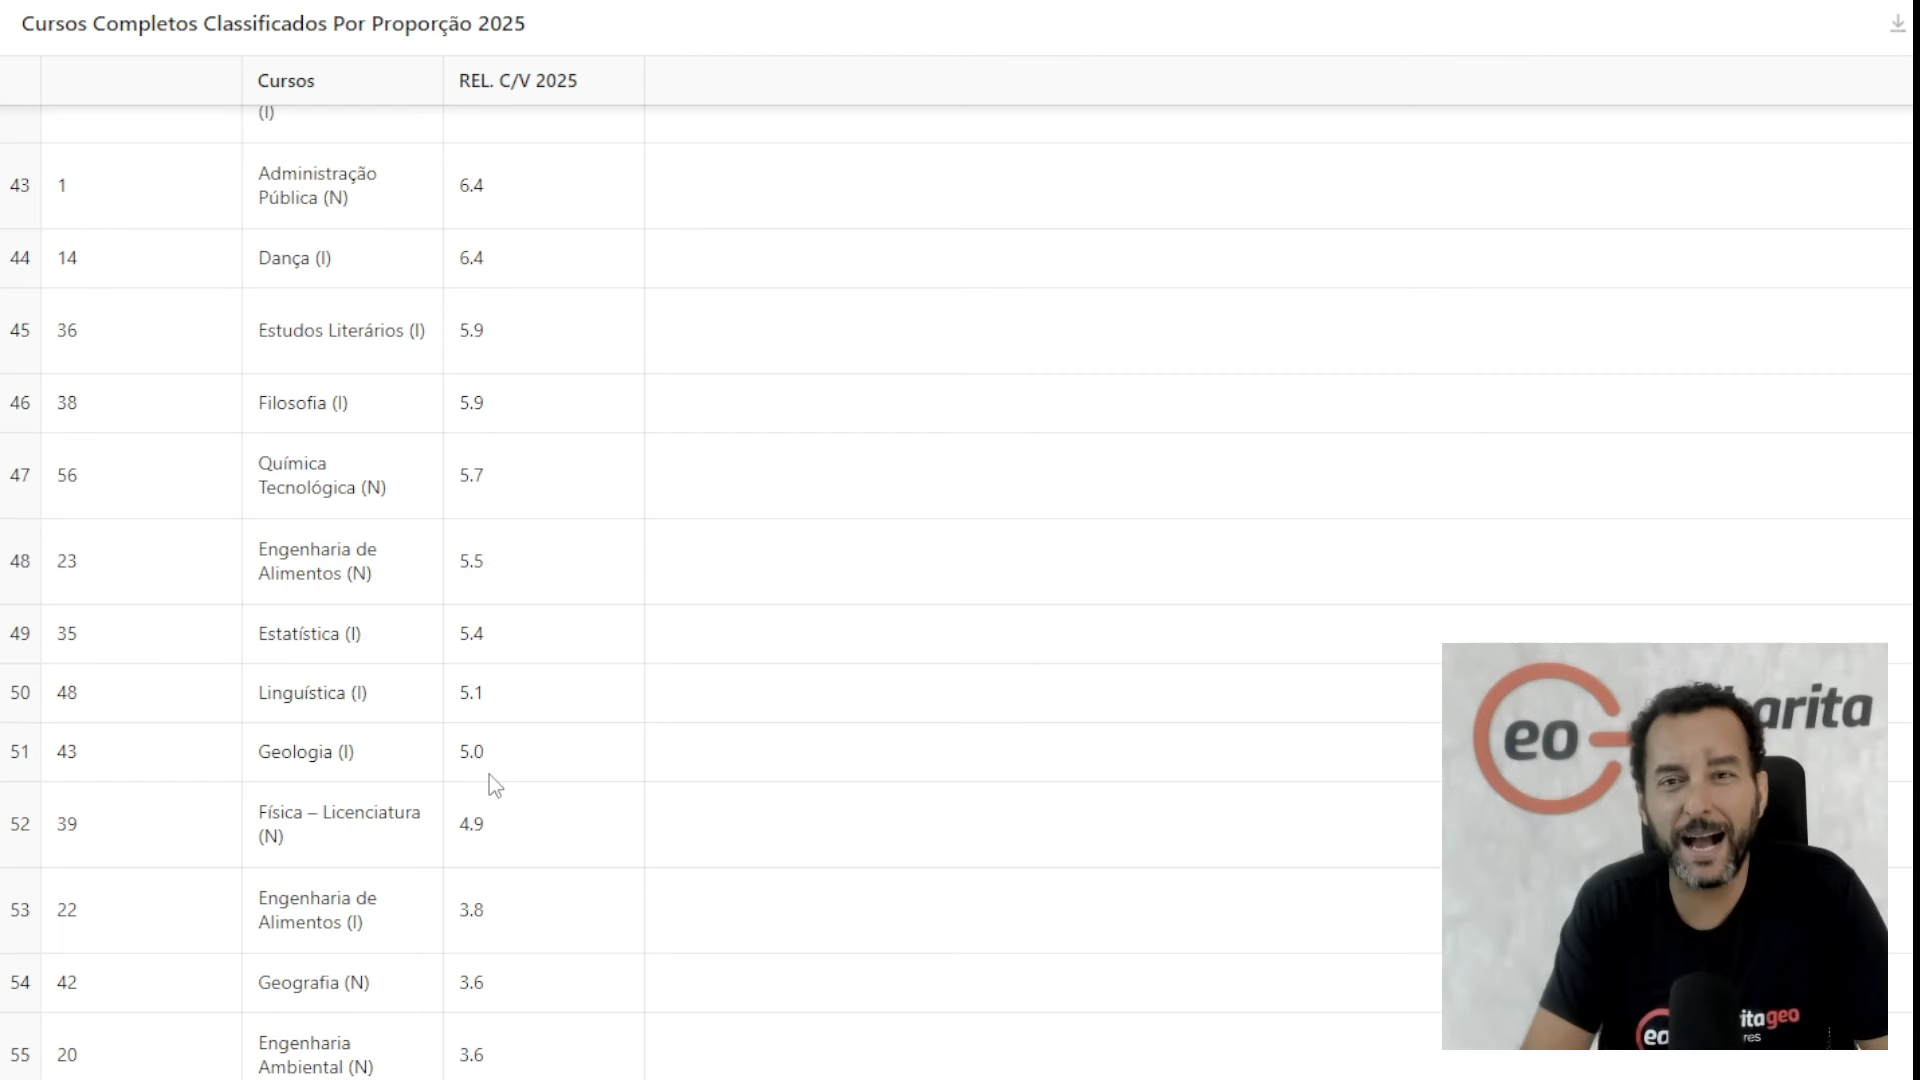 Cursos Completos Classificados Por Proporção 2025
Cursos REL. C/V 2025
(I)
43 1 Administração Pública (N) 6.4
44 14 Dança (I) 6.4
45 36 Estudos Literários (I) 5.9
46 38 Filosofia (I) 5.9
47 56 Química Tecnológica (N) 5.7
48 23 Engenharia de Alimentos (N) 5.5
49 35 Estatística (I) 5.4
50 48 Linguística (I) 5.1
51 43 Geologia (I) 5.0
52 39 Física – Licenciatura (N) 4.9
53 22 Engenharia de Alimentos (I) 3.8
54 42 Geografia (N) 3.6
55 20 Engenharia Ambiental (N) 3.6
eo arita
eo itageo
res